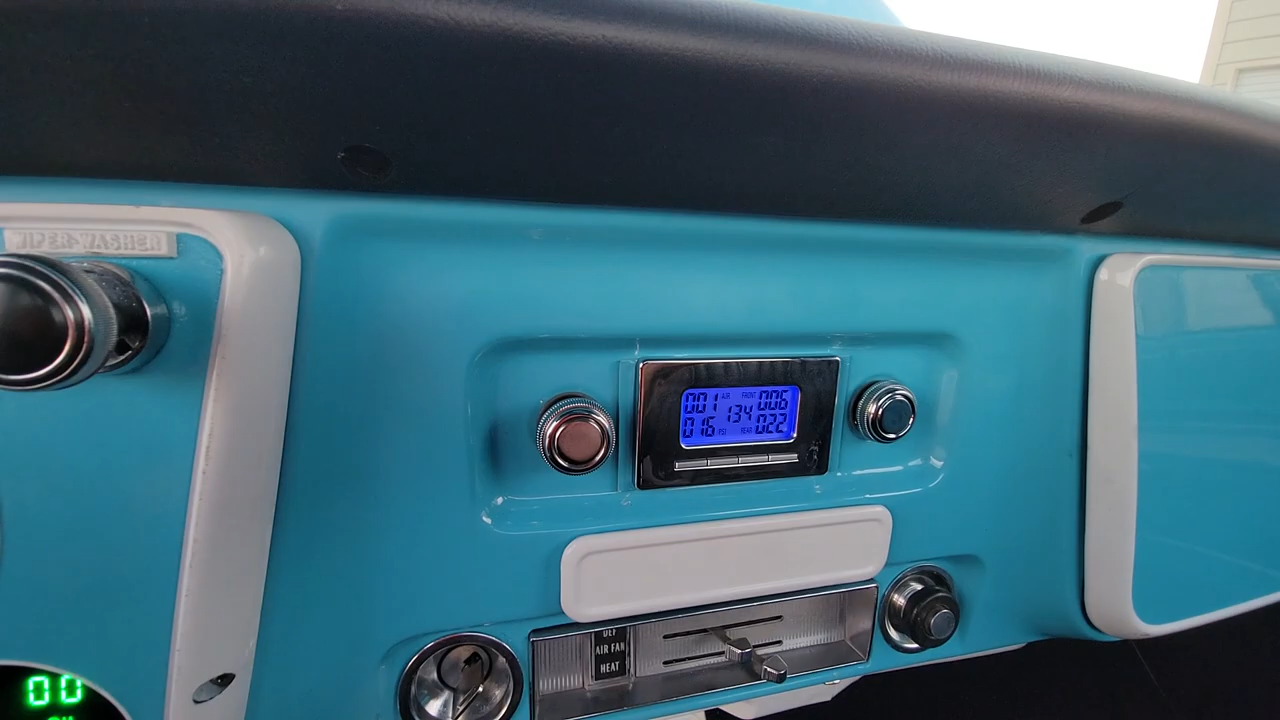 WIPER-WASHER
001 AIR FRONT 006
134
016 PSI REAR 022
DEF
AIR FAN
HEAT
00